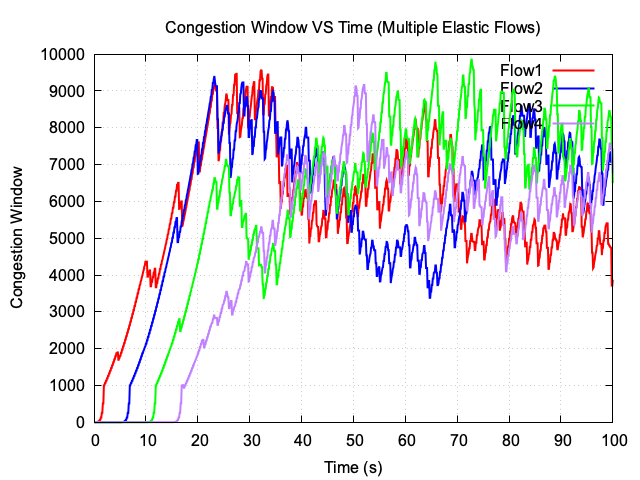 Congestion Window VS Time (Multiple Elastic Flows)
10000
9000
8000
7000
6000
5000
4000
3000
2000
1000
0
Congestion Window
Flow1
Flow2
Flow3
Flow4
0 10 20 30 40 50 60 70 80 90 100
Time (s)